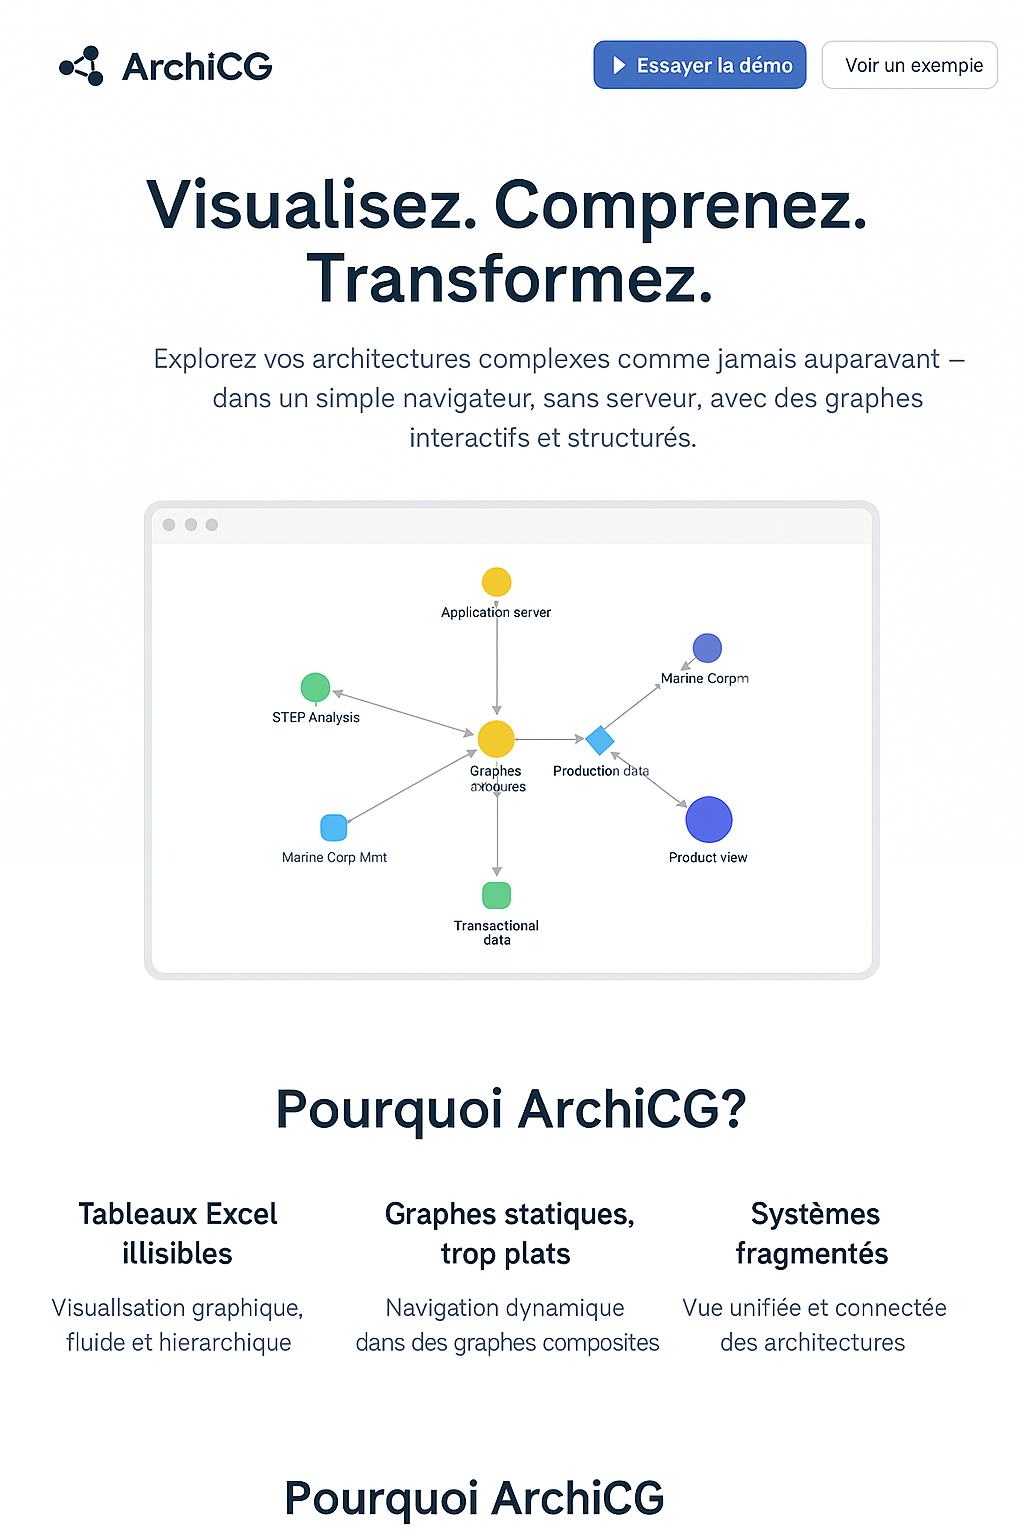 ArchiCG
Essayer la démo
Voir un exempie
Visualisez. Comprenez.
Transformez.
Explorez vos architectures complexes comme jamais auparavant –
dans un simple navigateur, sans serveur, avec des graphes
interactifs et structurés.
Application server
Marine Corpm
STEP Analysis
Graphes
Production data
Marine Corp Mmt
Product view
Transactional
data
Pourquoi ArchiCG?
Tableaux Excel
illisibles
Visuallsation graphique,
fluide et hierarchique
Graphes statiques,
trop plats
Navigation dynamique
dans des graphes composites
Systèmes
fragmentés
Vue unifiée et connectée
des architectures
Pourquoi ArchiCG